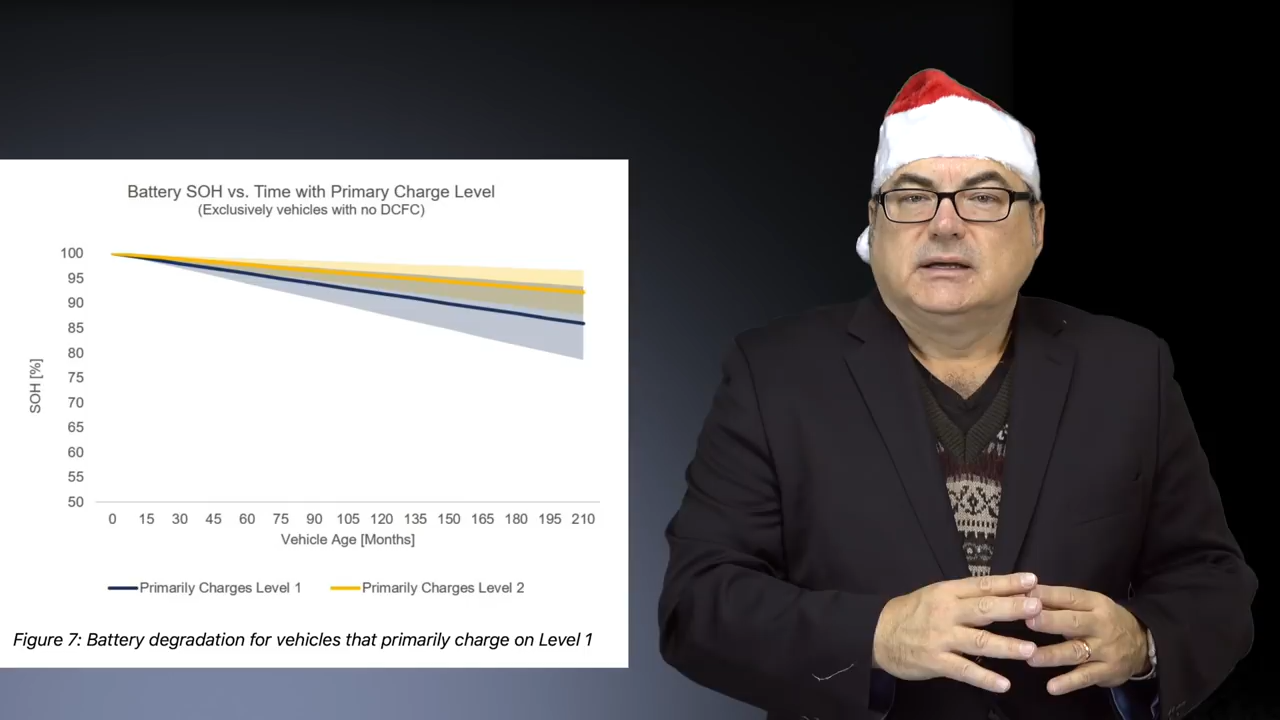 Battery SOH vs. Time with Primary Charge Level
(Exclusively vehicles with no DCFC)
100
95
90
85
80
75
70
65
60
55
50
SOH [%]
0 15 30 45 60 75 90 105 120 135 150 165 180 195 210
Vehicle Age [Months]
Primarily Charges Level 1 Primarily Charges Level 2
Figure 7: Battery degradation for vehicles that primarily charge on Level 1